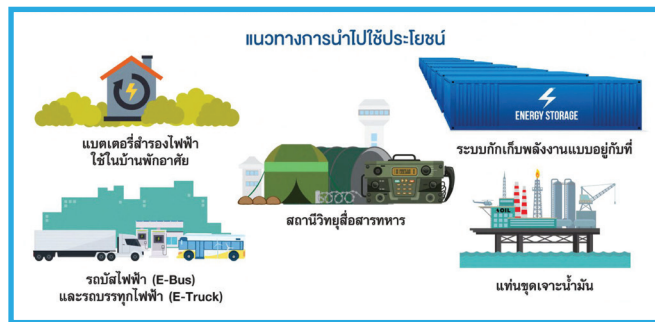 แนวทางการนำไปใช้ประโยชน์
ENERGY STORAGE
แบตเตอรี่สำรองไฟฟ้า
ใช้ในบ้านพักอาศัย
ระบบกักเก็บพลังงานแบบอยู่กับที่
สถานีวิทยุสื่อสารทหาร
OIL
รถบัสไฟฟ้า (E-Bus)
และรถบรรทุกไฟฟ้า (E-Truck)
แท่นขุดเจาะน้ำมัน